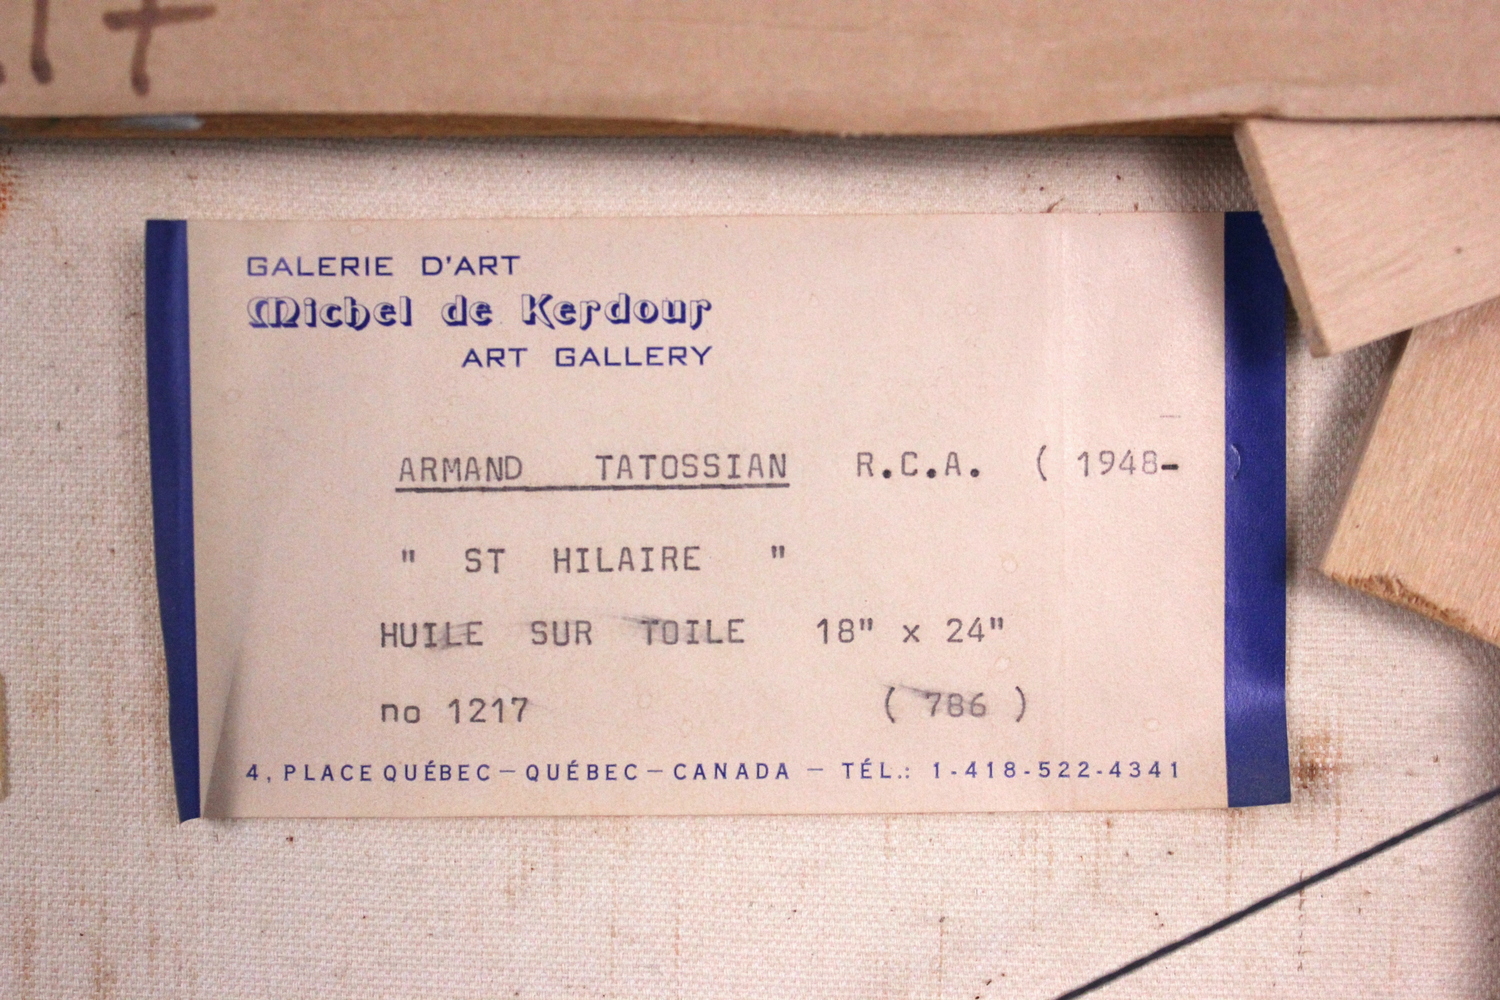 17
GALERIE D'ART
Michel de Kerdour
ART GALLERY
ARMAND TATOSSIAN R.C.A. ( 1948-
" ST HILAIRE "
HUILE SUR TOILE 18" x 24"
no 1217 ( 786 )
4, PLACE QUÉBEC — QUÉBEC — CANADA — TÉL.: 1-418-522-4341